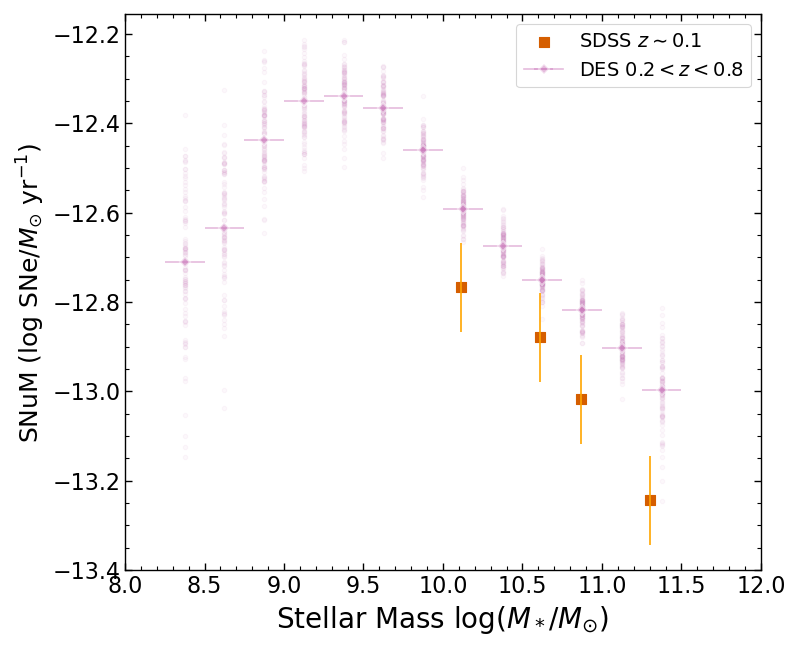 SDSS z ~ 0.1
DES 0.2 < z < 0.8
SNuM (log SNe/M⊙ yr⁻¹)
−12.2
−12.4
−12.6
−12.8
−13.0
−13.2
−13.4
8.0 8.5 9.0 9.5 10.0 10.5 11.0 11.5 12.0
Stellar Mass log(M*/M⊙)